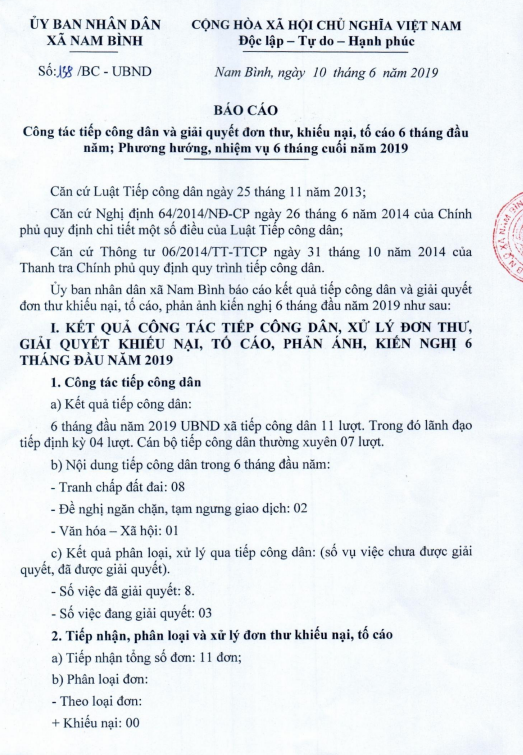 ỦY BAN NHÂN DÂN
XÃ NAM BÌNH
CỘNG HÒA XÃ HỘI CHỦ NGHĨA VIỆT NAM
Độc lập – Tự do – Hạnh phúc
Số: 158 /BC - UBND
Nam Bình, ngày 10 tháng 6 năm 2019
BÁO CÁO
Công tác tiếp công dân và giải quyết đơn thư, khiếu nại, tố cáo 6 tháng đầu
năm; Phương hướng, nhiệm vụ 6 tháng cuối năm 2019
Căn cứ Luật Tiếp công dân ngày 25 tháng 11 năm 2013;
Căn cứ Nghị định 64/2014/NĐ-CP ngày 26 tháng 6 năm 2014 của Chính
phủ quy định chi tiết một số điều của Luật Tiếp công dân;
Căn cứ Thông tư 06/2014/TT-TTCP ngày 31 tháng 10 năm 2014 của
Thanh tra Chính phủ quy định quy trình tiếp công dân.
Ủy ban nhân dân xã Nam Bình báo cáo kết quả tiếp công dân và giải quyết
đơn thư khiếu nại, tố cáo, phản ảnh kiến nghị 6 tháng đầu năm 2019 như sau:
I. KẾT QUẢ CÔNG TÁC TIẾP CÔNG DÂN, XỬ LÝ ĐƠN THƯ,
GIẢI QUYẾT KHIẾU NẠI, TỐ CÁO, PHẢN ÁNH, KIẾN NGHỊ 6
THÁNG ĐẦU NĂM 2019
1. Công tác tiếp công dân
a) Kết quả tiếp công dân:
6 tháng đầu năm 2019 UBND xã tiếp công dân 11 lượt. Trong đó lãnh đạo
tiếp định kỳ 04 lượt. Cán bộ tiếp công dân thường xuyên 07 lượt.
b) Nội dung tiếp công dân trong 6 tháng đầu năm:
- Tranh chấp đất đai: 08
- Đề nghị ngăn chặn, tạm ngưng giao dịch: 02
- Văn hóa – Xã hội: 01
c) Kết quả phân loại, xử lý qua tiếp công dân: (số vụ việc chưa được giải
quyết, đã được giải quyết).
- Số việc đã giải quyết: 8.
- Số việc đang giải quyết: 03
2. Tiếp nhận, phân loại và xử lý đơn thư khiếu nại, tố cáo
a) Tiếp nhận tổng số đơn: 11 đơn;
b) Phân loại đơn:
- Theo loại đơn:
+ Khiếu nại: 00